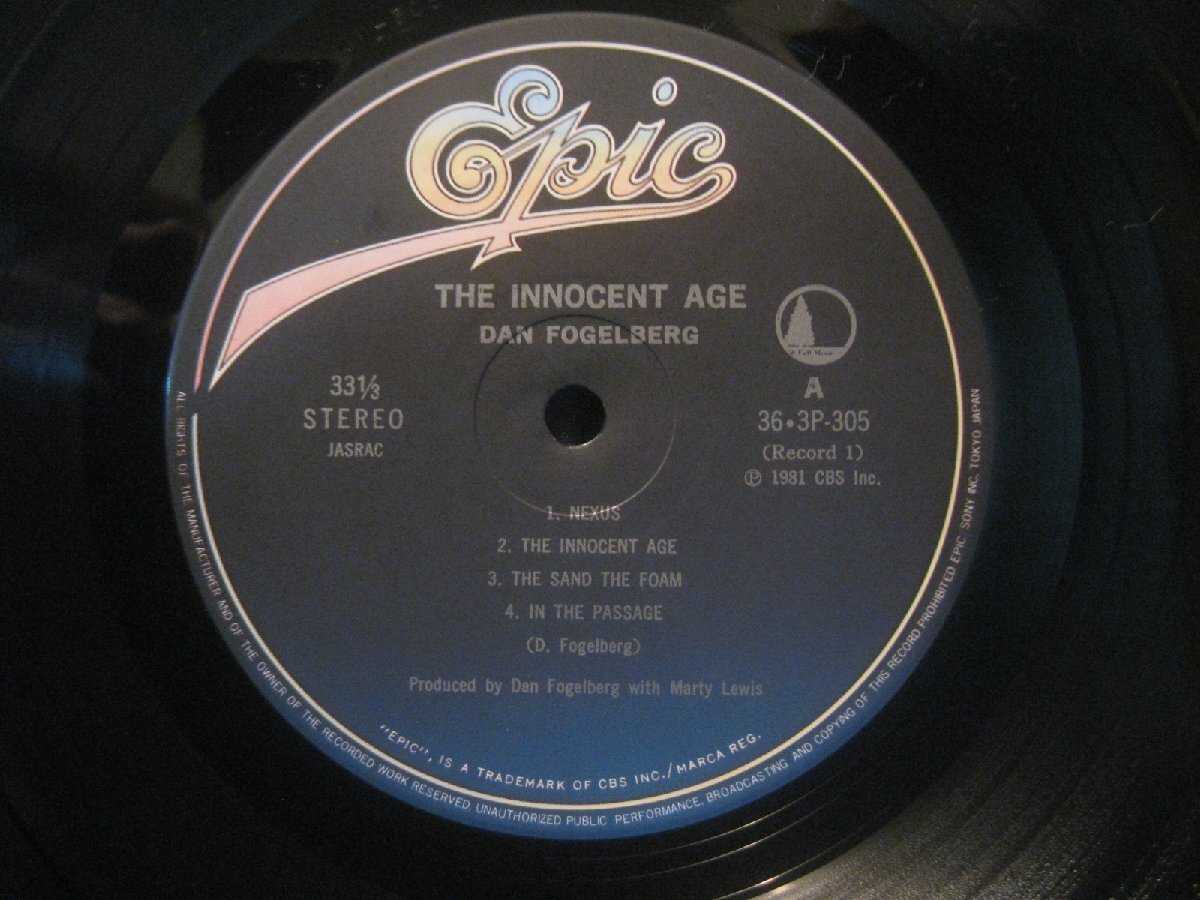 Epic
THE INNOCENT AGE
DAN FOGELBERG
A Full Moon
33⅓
STEREO
JASRAC
A
36・3P-305
(Record 1)
Ⓟ 1981 CBS Inc.
1. NEXUS
2. THE INNOCENT AGE
3. THE SAND THE FOAM
4. IN THE PASSAGE
(D. Fogelberg)
Produced by Dan Fogelberg with Marty Lewis
"EPIC", IS A TRADEMARK OF CBS INC./MARCA REG.
ALL RIGHTS OF THE MANUFACTURER AND OF THE OWNER OF THE RECORDED WORK RESERVED. UNAUTHORIZED PUBLIC PERFORMANCE, BROADCASTING AND COPYING OF THIS RECORD PROHIBITED EPIC/SONY INC. TOKYO JAPAN